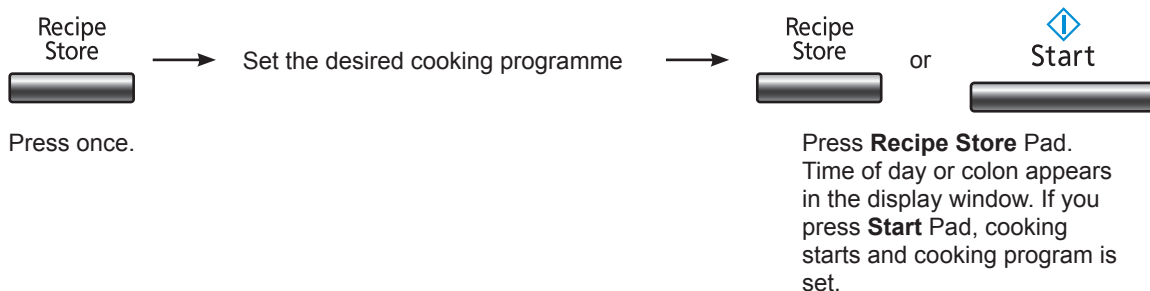 Recipe
Store
Set the desired cooking programme
Recipe
Store
or
Start
Press once.
Press Recipe Store Pad.
Time of day or colon appears
in the display window. If you
press Start Pad, cooking
starts and cooking program is
set.